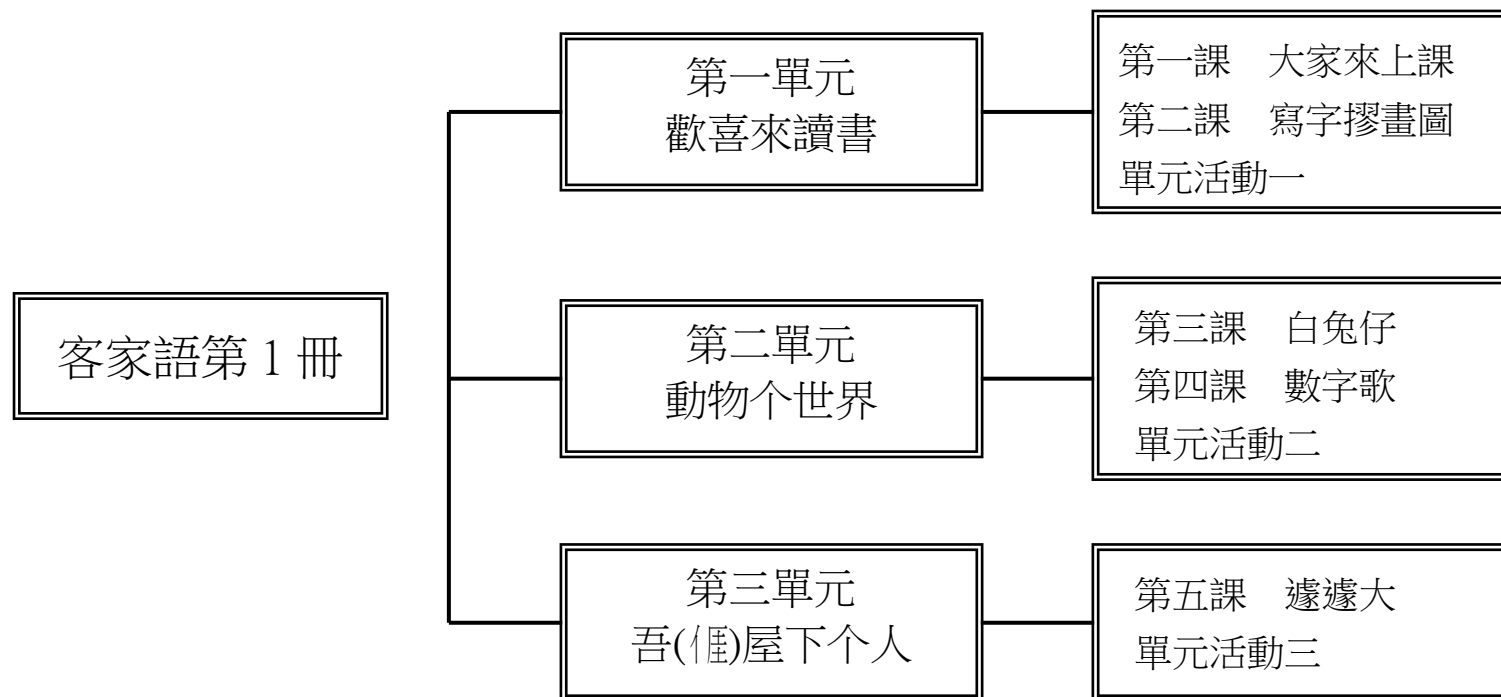 客家語第 1 冊
第一單元
歡喜來讀書
第一課　大家來上課
第二課　寫字摎畫圖
單元活動一
第二單元
動物个世界
第三課　白兔仔
第四課　數字歌
單元活動二
第三單元
吾(𠊎)屋下个人
第五課　遽遽大
單元活動三